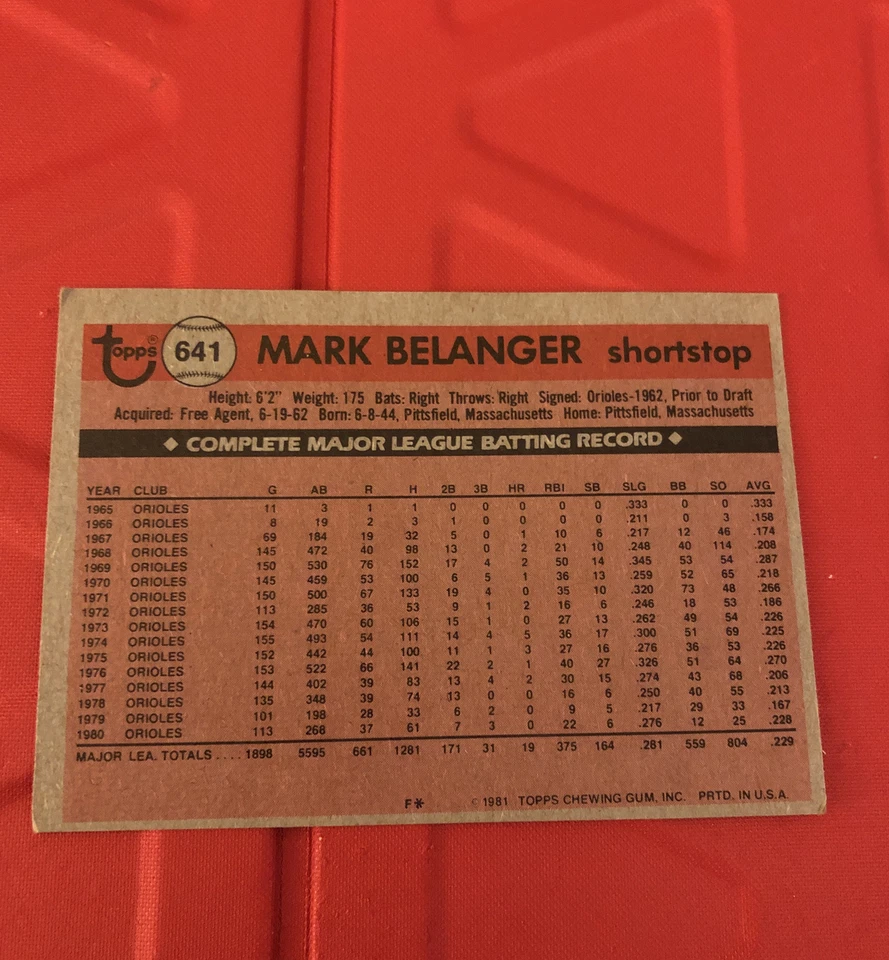 topps® 641 MARK BELANGER shortstop
Height: 6'2" Weight: 175 Bats: Right Throws: Right Signed: Orioles-1962, Prior to Draft
Acquired: Free Agent, 6-19-62 Born: 6-8-44, Pittsfield, Massachusetts Home: Pittsfield, Massachusetts
◆ COMPLETE MAJOR LEAGUE BATTING RECORD ◆
YEAR CLUB G AB R H 2B 3B HR RBI SB SLG BB SO AVG
1965 ORIOLES 11 3 1 1 0 0 0 0 0 .333 0 0 .333
1966 ORIOLES 8 19 2 3 1 0 0 0 0 .211 0 3 .158
1967 ORIOLES 69 184 19 32 5 0 1 10 6 .217 12 46 .174
1968 ORIOLES 145 472 40 98 13 0 2 21 10 .248 40 114 .208
1969 ORIOLES 150 530 76 152 17 4 2 50 14 .345 53 54 .287
1970 ORIOLES 145 459 53 100 6 5 1 36 13 .259 52 65 .218
1971 ORIOLES 150 500 67 133 19 4 0 35 10 .320 73 48 .266
1972 ORIOLES 113 285 36 53 9 1 2 16 6 .246 18 53 .186
1973 ORIOLES 154 470 60 106 15 1 0 27 13 .262 49 54 .226
1974 ORIOLES 155 493 54 111 14 4 5 36 17 .300 51 69 .225
1975 ORIOLES 152 442 44 100 11 1 3 27 16 .276 36 53 .226
1976 ORIOLES 153 522 66 141 22 2 1 40 27 .326 51 64 .270
1977 ORIOLES 144 402 39 83 13 4 2 30 15 .274 43 68 .206
1978 ORIOLES 135 348 39 74 13 0 0 16 6 .250 40 55 .213
1979 ORIOLES 101 198 28 33 6 2 0 9 5 .217 29 33 .167
1980 ORIOLES 113 268 37 61 7 3 0 22 6 .276 12 25 .228
MAJOR LEA. TOTALS .... 1898 5595 661 1281 171 31 19 375 164 .281 559 804 .229
F* © 1981 TOPPS CHEWING GUM, INC. PRTD. IN U.S.A.